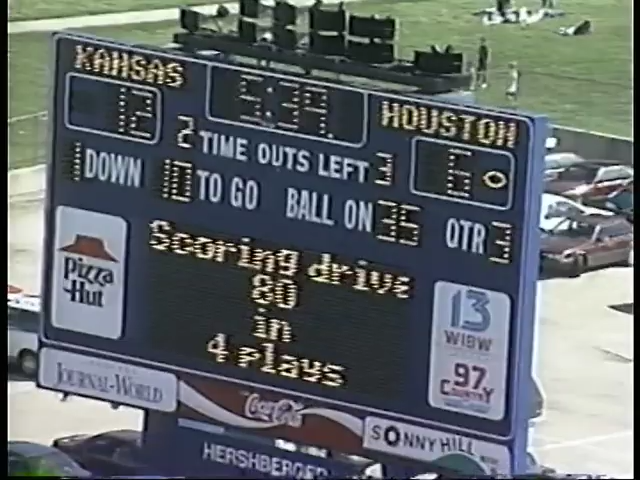 KANSAS
HOUSTON
12
5:39
6
2 TIME OUTS LEFT 3
1 DOWN 10 TO GO BALL ON 35 QTR 3
Scoring drive
80
in
4 plays
Pizza
Hut
13
WIBW
97
COUNTRY
JOURNAL-WORLD
Coca-Cola
SONNY HILL
HERSHBERGER